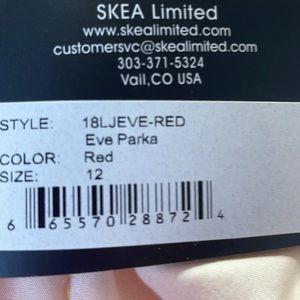 SKEA Limited
www.skealimited.com
customersvc@skealimited.com
303-371-5324
Vail,CO USA
STYLE: 18LJEVE-RED
Eve Parka
COLOR: Red
SIZE: 12
6 65570 28872 4